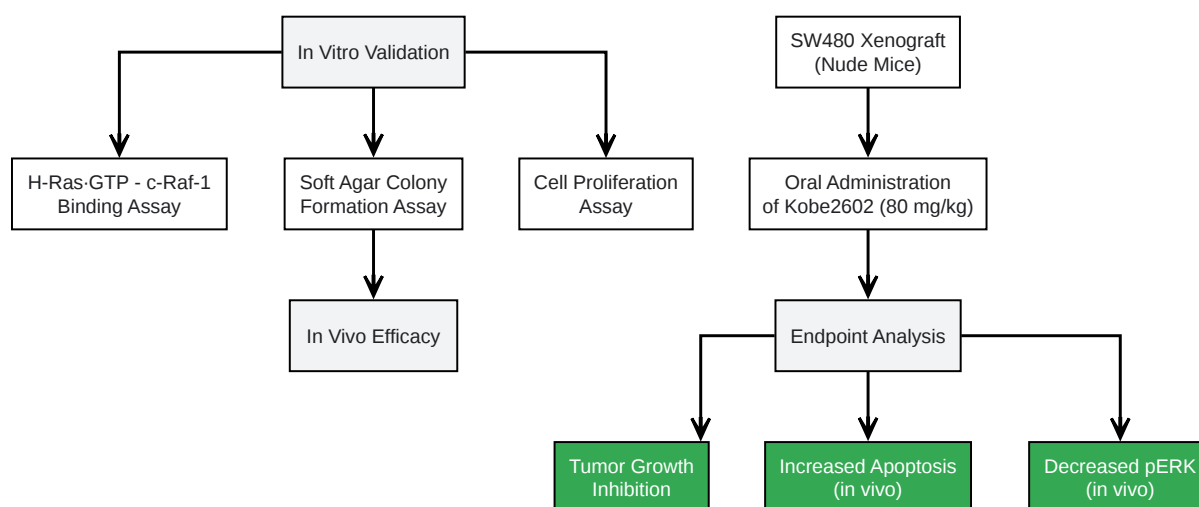 In Vitro Validation
SW480 Xenograft
(Nude Mice)
H-Ras·GTP - c-Raf-1
Binding Assay
Soft Agar Colony
Formation Assay
Cell Proliferation
Assay
Oral Administration
of Kobe2602 (80 mg/kg)
In Vivo Efficacy
Endpoint Analysis
Tumor Growth
Inhibition
Increased Apoptosis
(in vivo)
Decreased pERK
(in vivo)